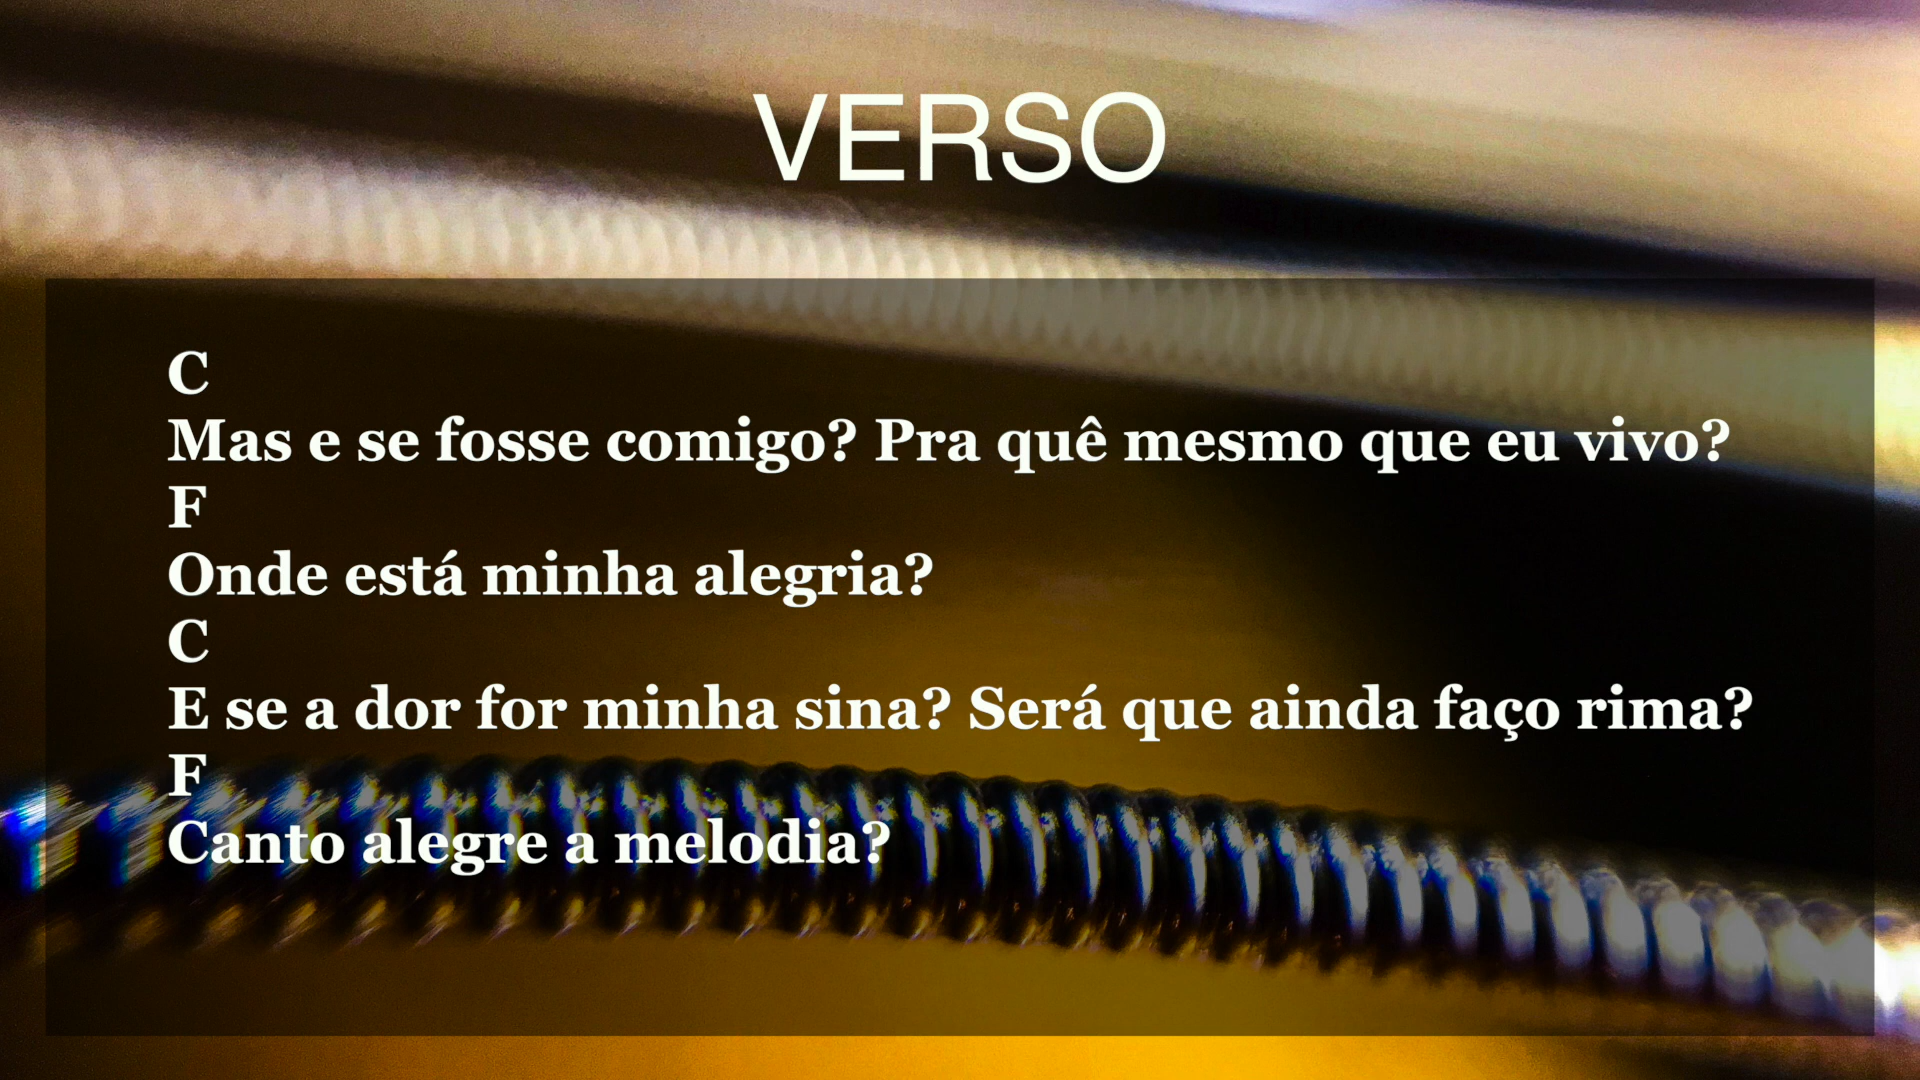 VERSO
C
Mas e se fosse comigo? Pra quê mesmo que eu vivo?
F
Onde está minha alegria?
C
E se a dor for minha sina? Será que ainda faço rima?
F
Canto alegre a melodia?